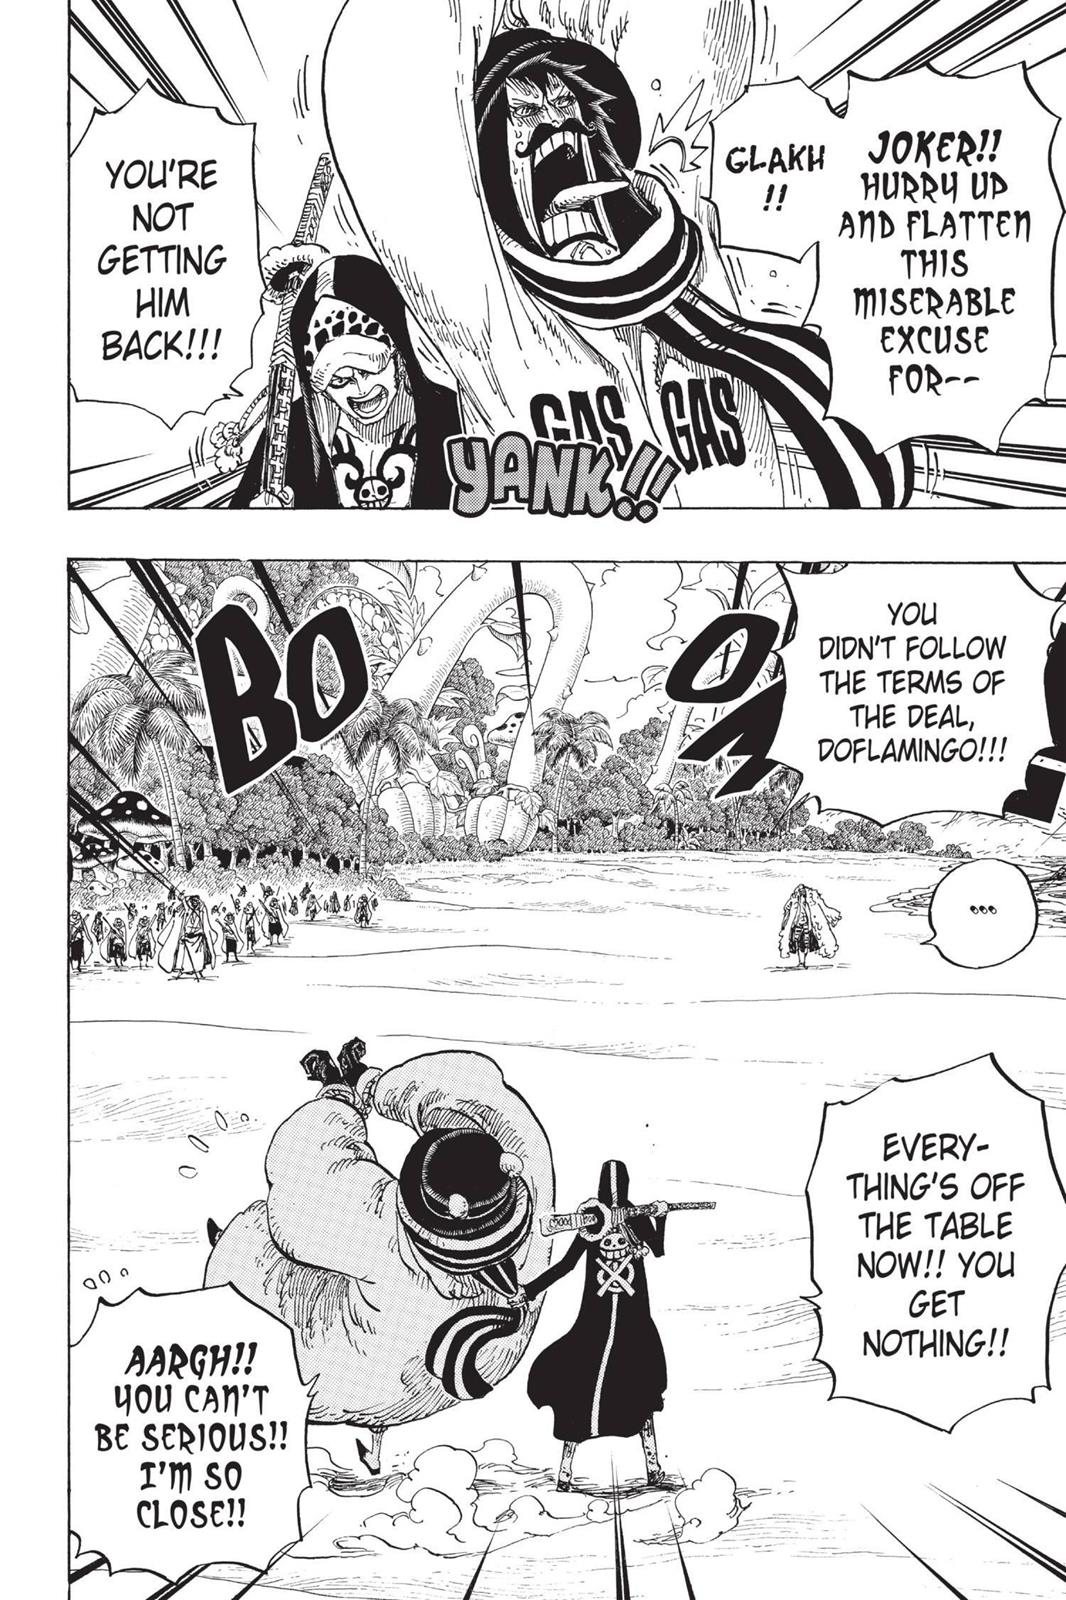 JOKER!!
HURRY UP
AND FLATTEN
THIS
MISERABLE
EXCUSE
FOR--
GLAKH
!!
YOU'RE
NOT
GETTING
HIM
BACK!!!
GAS
GAS
YANK!!
YOU
DIDN'T FOLLOW
THE TERMS OF
THE DEAL,
DOFLAMINGO!!!
BOOM
...
EVERY-
THING'S OFF
THE TABLE
NOW!! YOU
GET
NOTHING!!
AARGH!!
YOU CAN'T
BE SERIOUS!!
I'M SO
CLOSE!!